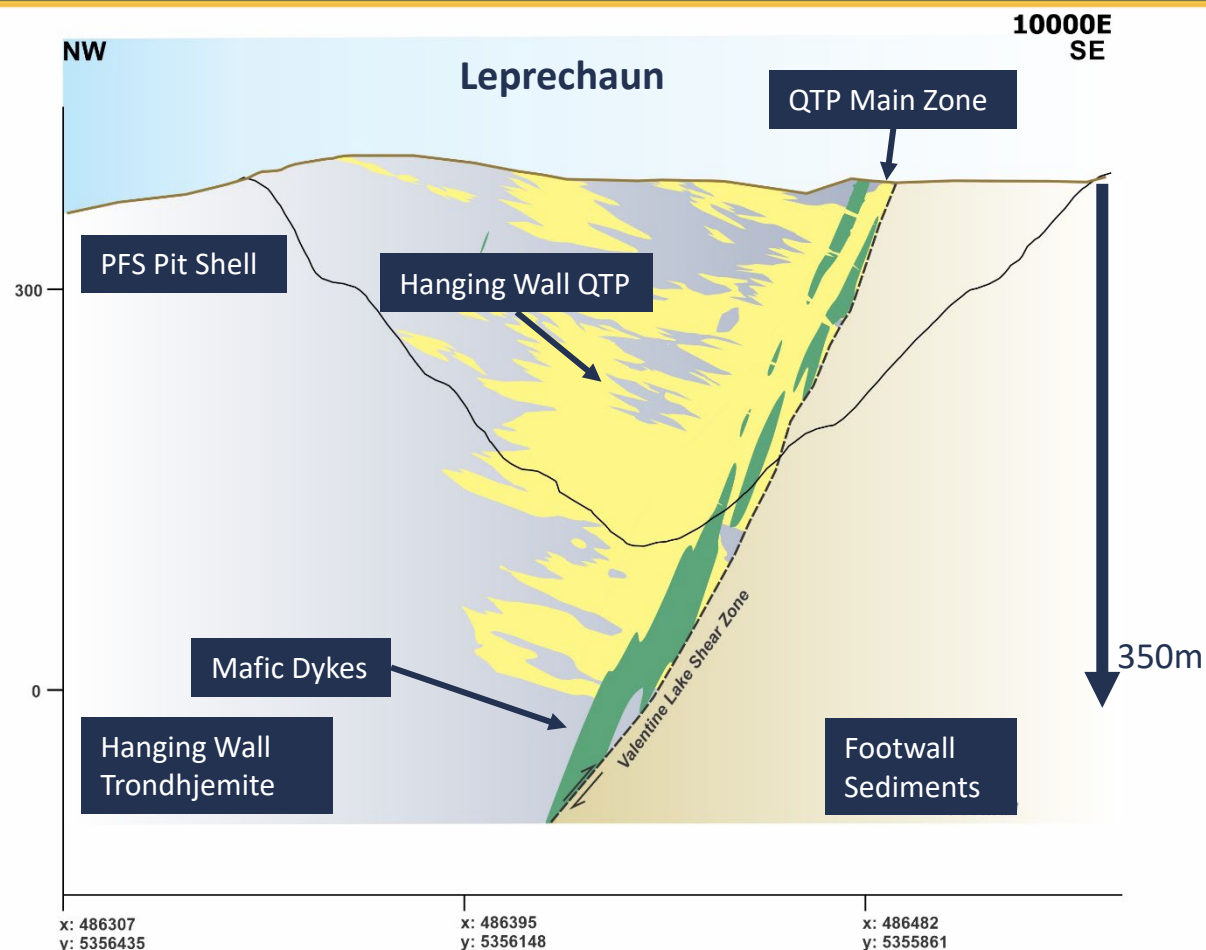 10000E
NW
SE
Leprechaun
QTP Main Zone
PFS Pit Shell
Hanging Wall QTP
300
Mafic Dykes
350m
0
Valentine Lake Shear Zone
Hanging Wall
Trondhjemite
Footwall
Sediments
x: 486307
y: 5356435
x: 486395
y: 5356148
x: 486482
y: 5355861